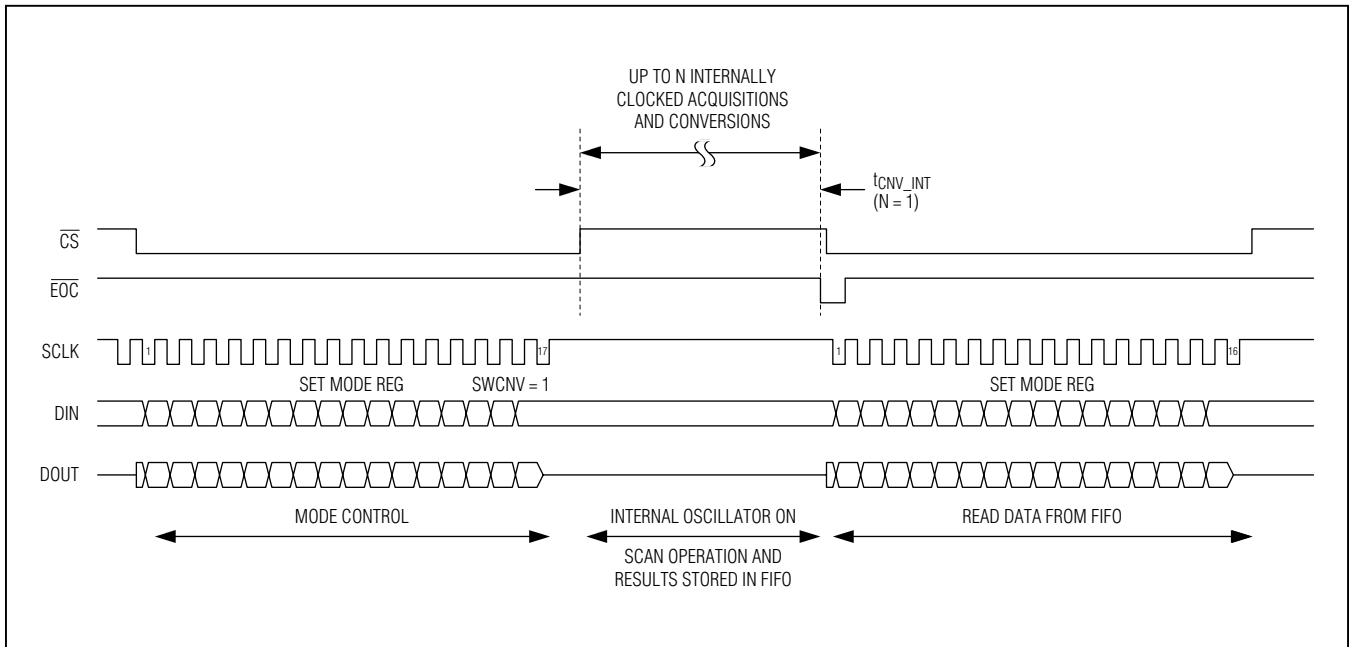 UP TO N INTERNALLY
CLOCKED ACQUISITIONS
AND CONVERSIONS
tCNV_INT
(N = 1)
CS
EOC
SCLK
1
17
1
16
SET MODE REG
SWCNV = 1
SET MODE REG
DIN
DOUT
MODE CONTROL
INTERNAL OSCILLATOR ON
READ DATA FROM FIFO
SCAN OPERATION AND
RESULTS STORED IN FIFO